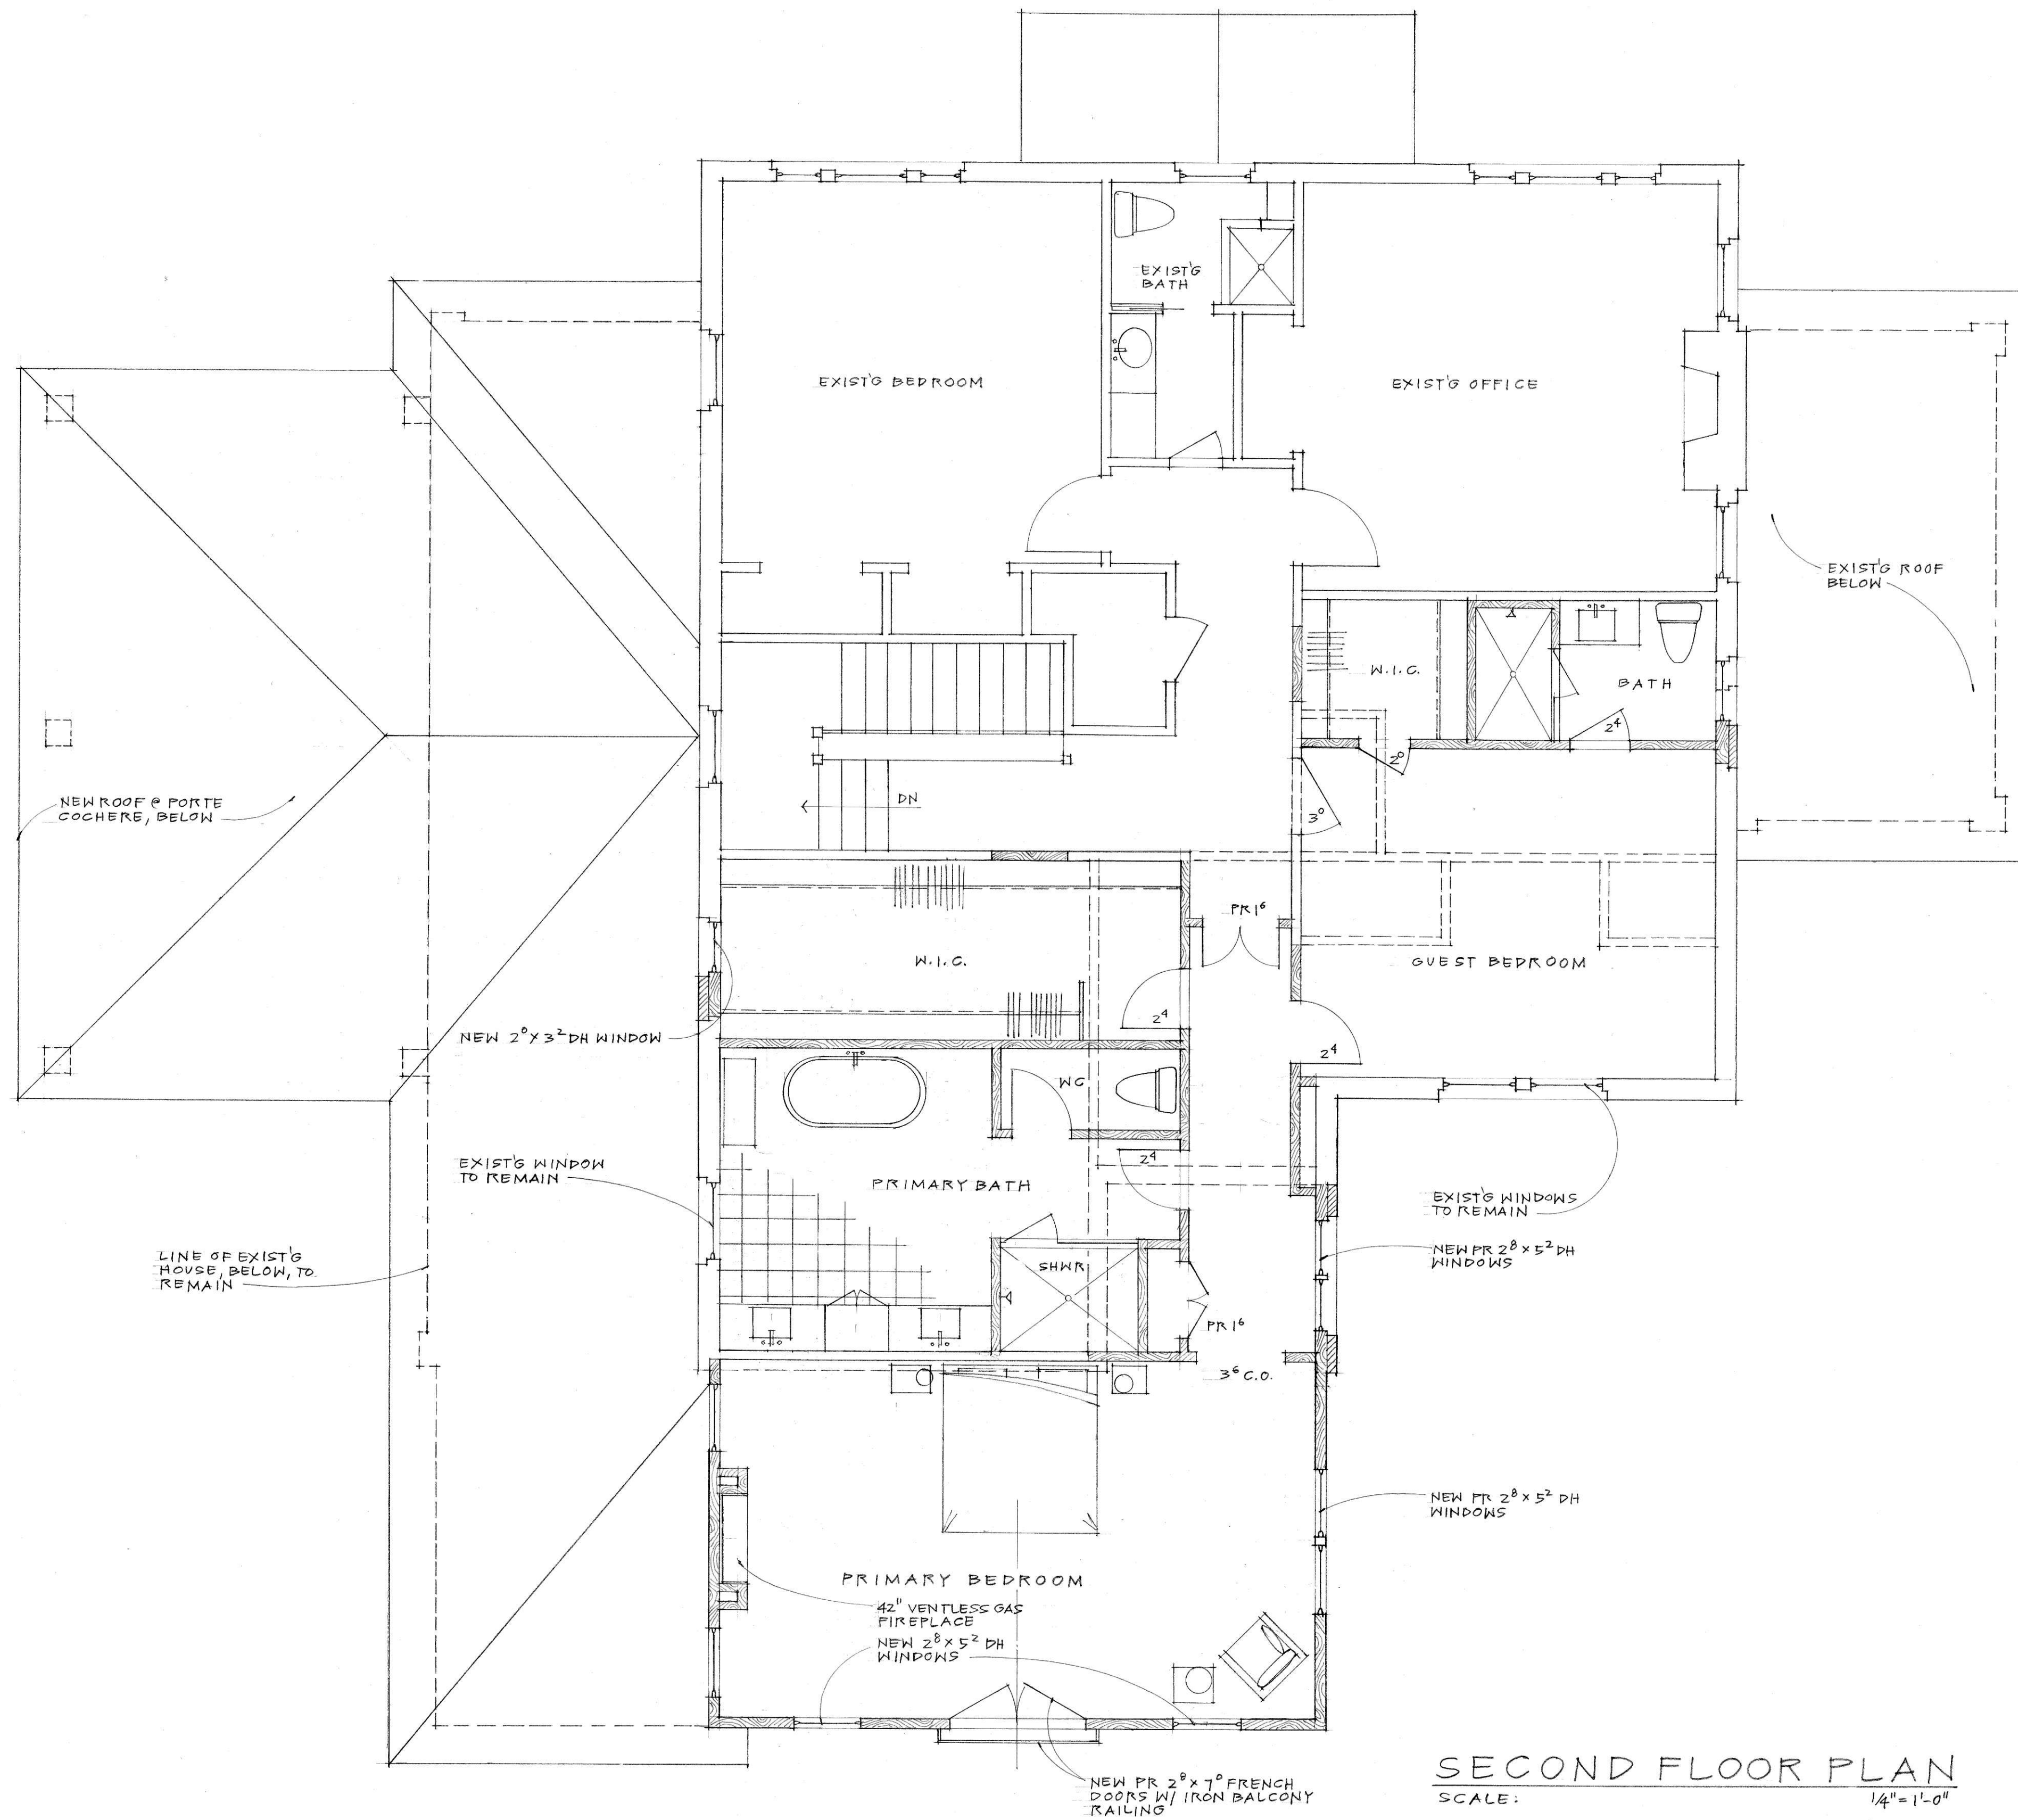 EXIST'G
BATH
EXIST'G BEDROOM
EXIST'G OFFICE
EXIST'G ROOF
BELOW
W.I.C.
BATH
2⁴
2⁰
3⁰
NEW ROOF @ PORTE
COCHERE, BELOW
DN
PR 1⁶
W.I.C.
GUEST BEDROOM
2⁴
NEW 2⁰ X 3² DH WINDOW
2⁴
WC
EXIST'G WINDOW
TO REMAIN
2⁴
PRIMARY BATH
EXIST'G WINDOWS
TO REMAIN
LINE OF EXIST'G
HOUSE, BELOW, TO
REMAIN
NEW PR 2⁸ X 5² DH
WINDOWS
SHWR
PR 1⁶
3⁶ C.O.
NEW PR 2⁸ X 5² DH
WINDOWS
PRIMARY BEDROOM
42" VENTLESS GAS
FIREPLACE
NEW 2⁸ X 5² DH
WINDOWS
NEW PR 2⁸ X 7⁰ FRENCH
DOORS W/ IRON BALCONY
RAILING
SECOND FLOOR PLAN
SCALE: 1/4" = 1'-0"